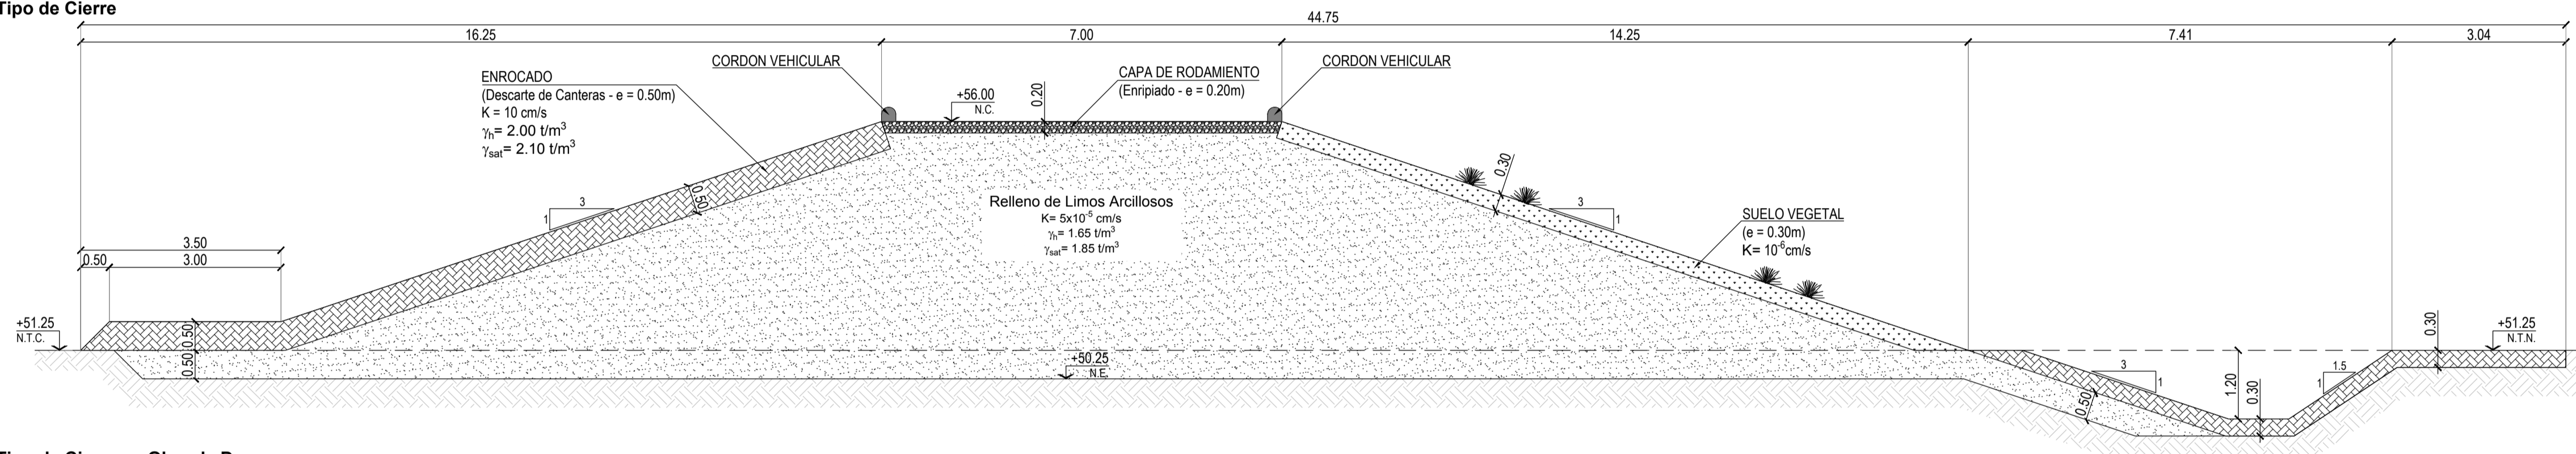 Tipo de Cierre
44.75
16.25
7.00
14.25
7.41
3.04
CORDON VEHICULAR
CORDON VEHICULAR
ENROCADO
(Descarte de Canteras - e = 0.50m)
K = 10 cm/s
γh= 2.00 t/m³
γsat= 2.10 t/m³
CAPA DE RODAMIENTO
(Enripiado - e = 0.20m)
+56.00
N.C.
0.20
0.30
0.50
3
1
Relleno de Limos Arcillosos
K= 5x10⁻⁵ cm/s
γh= 1.65 t/m³
γsat= 1.85 t/m³
3
1
SUELO VEGETAL
(e = 0.30m)
K= 10⁻⁶cm/s
3.50
0.50
3.00
+51.25
N.T.C.
0.50
0.50
+50.25
N.E.
3
1
0.50
1.20
0.30
1.5
1
0.30
+51.25
N.T.N.